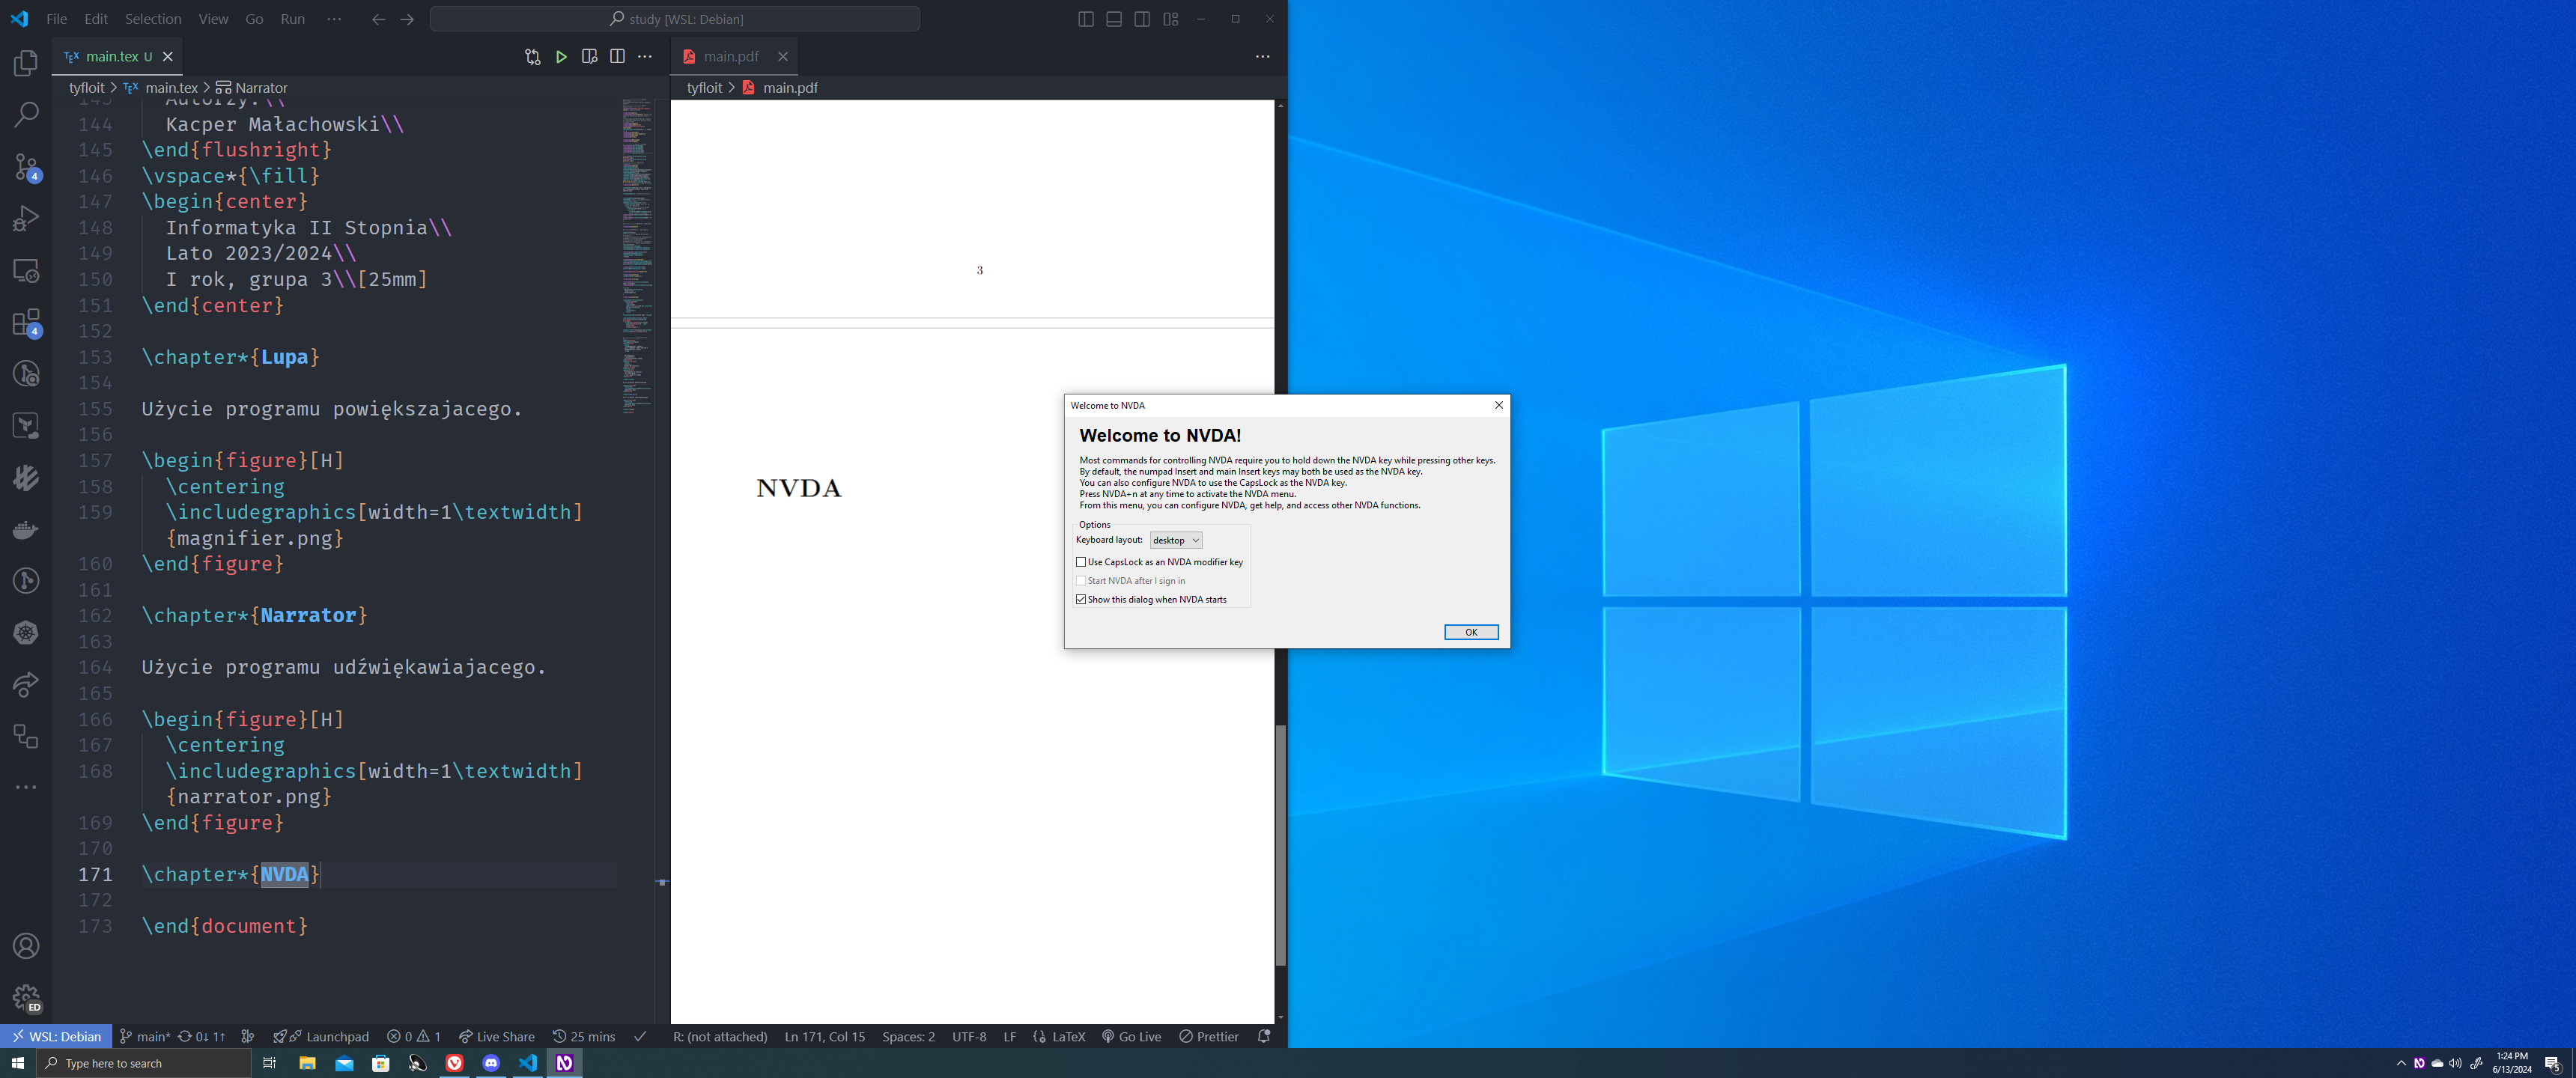 File Edit Selection View Go Run ···
study [WSL: Debian]
main.tex U
main.pdf
tyfloit > main.tex > Narrator
tyfloit > main.pdf
143 Autorzy:\\
144 Kacper Małachowski\\
145 \end{flushright}
146 \vspace*{\fill}
147 \begin{center}
148 Informatyka II Stopnia\\
149 Lato 2023/2024\\
150 I rok, grupa 3\\[25mm]
151 \end{center}
152
153 \chapter*{Lupa}
154
155 Użycie programu powiększajacego.
156
157 \begin{figure}[H]
158 \centering
159 \includegraphics[width=1\textwidth]
{magnifier.png}
160 \end{figure}
161
162 \chapter*{Narrator}
163
164 Użycie programu udźwiękawiajacego.
165
166 \begin{figure}[H]
167 \centering
168 \includegraphics[width=1\textwidth]
{narrator.png}
169 \end{figure}
170
171 \chapter*{NVDA}
172
173 \end{document}
4
4
ED
3
NVDA
Welcome to NVDA
Welcome to NVDA!
Most commands for controlling NVDA require you to hold down the NVDA key while pressing other keys.
By default, the numpad Insert and main Insert keys may both be used as the NVDA key.
You can also configure NVDA to use the CapsLock as the NVDA key.
Press NVDA+n at any time to activate the NVDA menu.
From this menu, you can configure NVDA, get help, and access other NVDA functions.
Options
Keyboard layout: desktop
Use CapsLock as an NVDA modifier key
Start NVDA after I sign in
Show this dialog when NVDA starts
OK
WSL: Debian main* 0↓ 1↑ Launchpad 0 1 Live Share 25 mins R: (not attached) Ln 171, Col 15 Spaces: 2 UTF-8 LF LaTeX Go Live Prettier
Type here to search
1:24 PM
6/13/2024
5